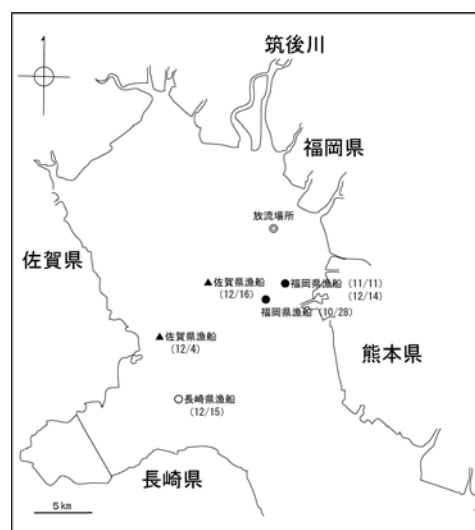 筑後川
福岡県
放流場所
佐賀県
▲佐賀県漁船
(12/16)
●福岡県漁船 (11/11)
(12/14)
福岡県漁船 (10/28)
▲佐賀県漁船
(12/4)
熊本県
○長崎県漁船
(12/15)
長崎県
5km